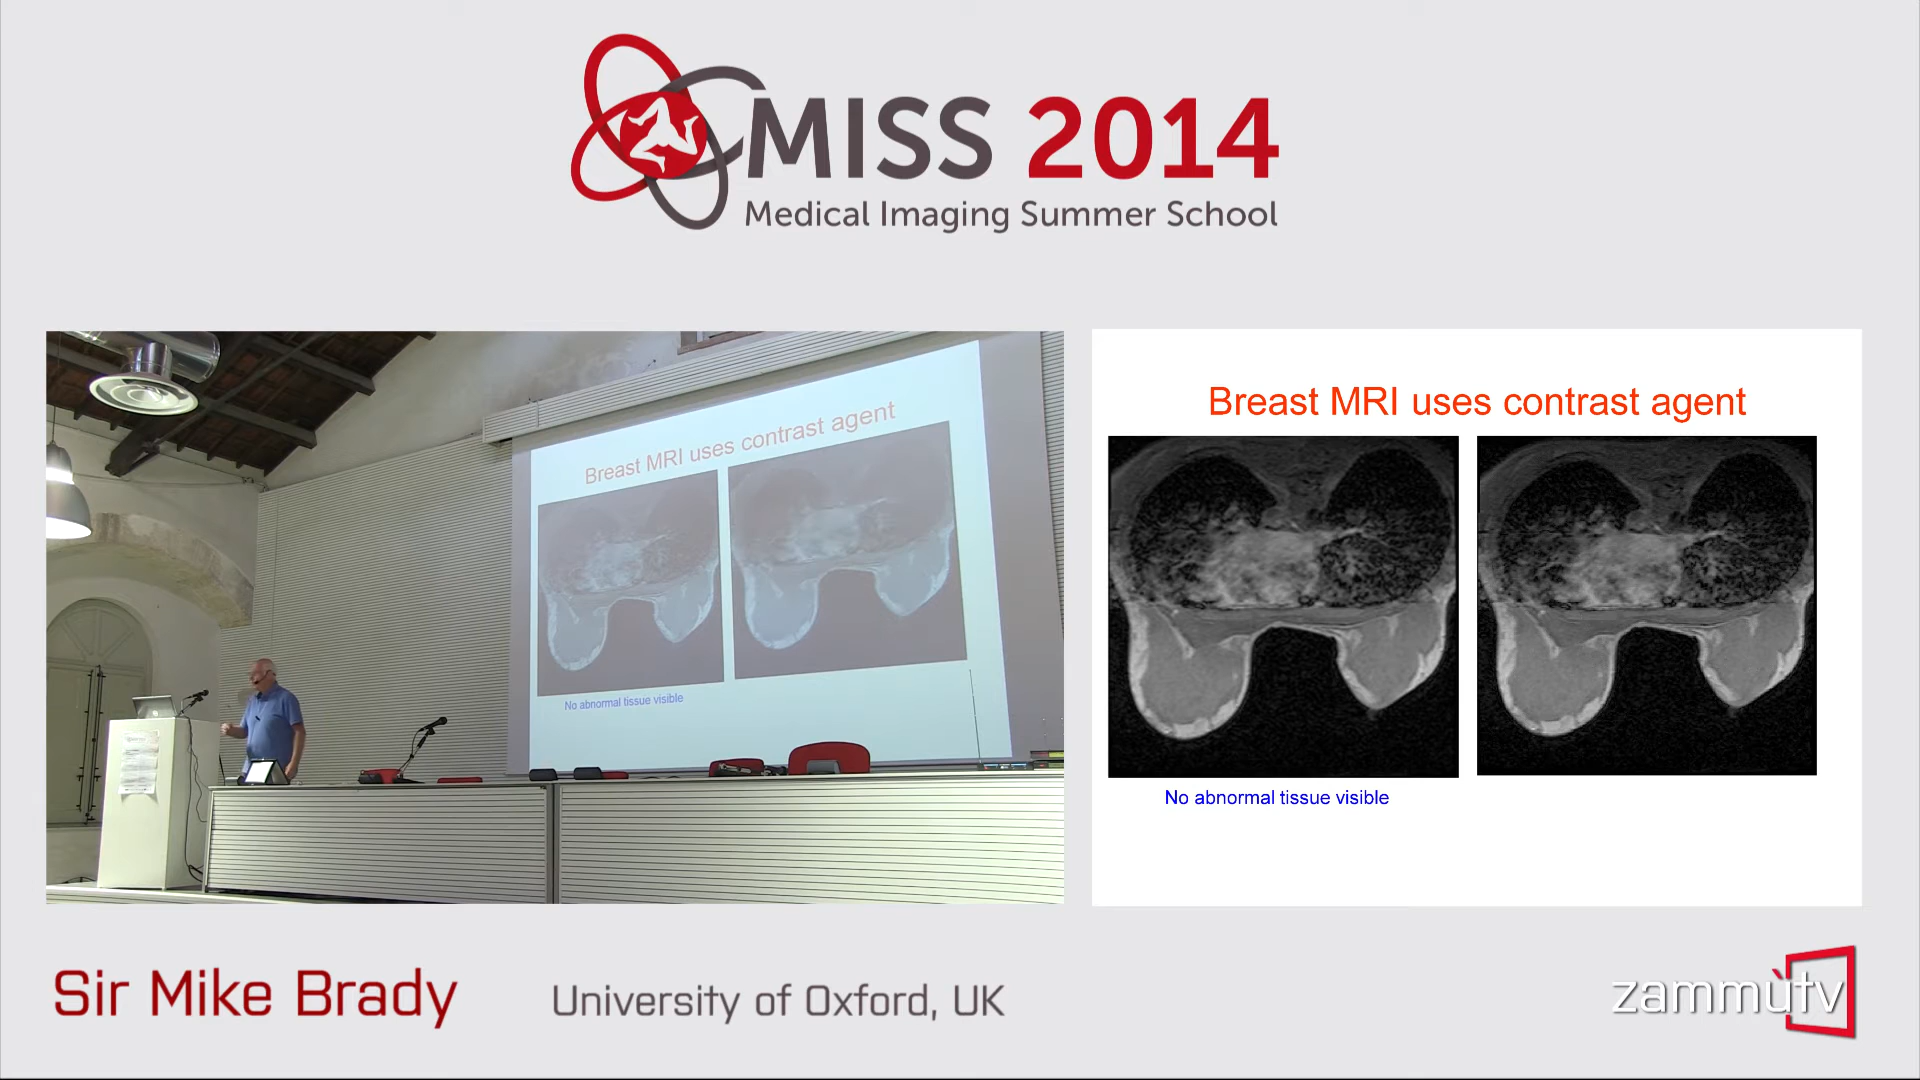 MISS 2014
Medical Imaging Summer School
Breast MRI uses contrast agent
No abnormal tissue visible
Breast MRI uses contrast agent
No abnormal tissue visible
Sir Mike Brady
University of Oxford, UK
zammùtv